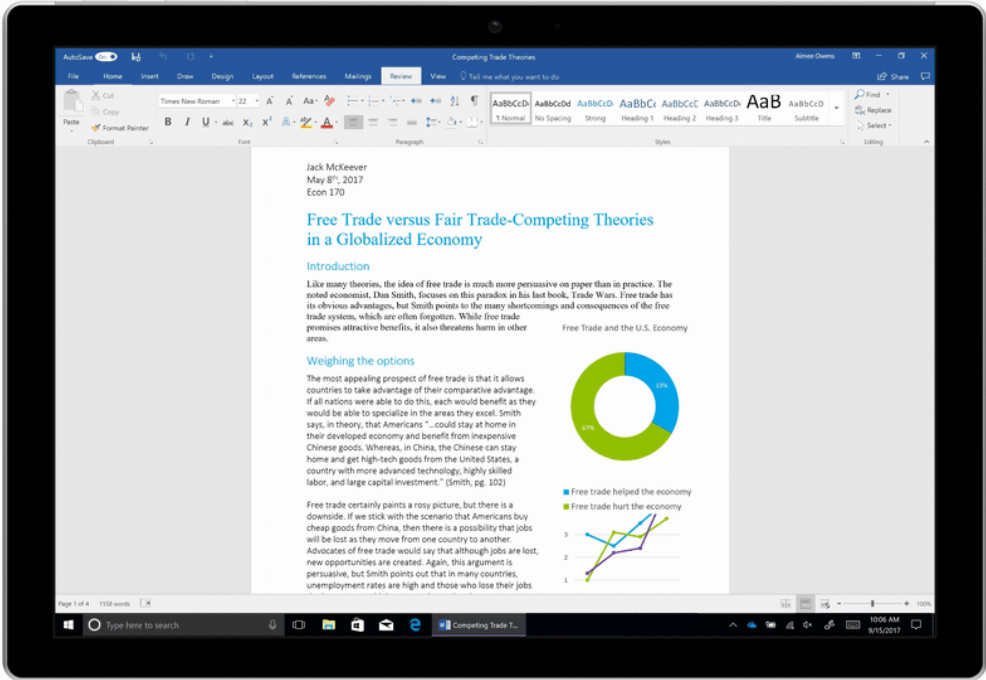 AutoSave On
Competing Trade Theories
Aimee Owens
File Home Insert Draw Design Layout References Mailings Review View Tell me what you want to do
Share
Paste
Cut
Copy
Format Painter
Clipboard
Times New Roman 22
Font
Paragraph
AaBbCcDc AaBbCcDd AaBbCcD AaBbCc AaBbCcC AaBbCcD AaB AaBbCcD
¶ Normal No Spacing Strong Heading 1 Heading 2 Heading 3 Title Subtitle
Styles
Find
Replace
Select
Editing
Jack McKeever
May 8th, 2017
Econ 170
Free Trade versus Fair Trade-Competing Theories
in a Globalized Economy
Introduction
Like many theories, the idea of free trade is much more persuasive on paper than in practice. The
noted economist, Dan Smith, focuses on this paradox in his last book, Trade Wars. Free trade has
its obvious advantages, but Smith points to the many shortcomings and consequences of the free
trade system, which are often forgotten. While free trade
promises attractive benefits, it also threatens harm in other
areas.
Weighing the options
The most appealing prospect of free trade is that it allows
countries to take advantage of their comparative advantage.
If all nations were able to do this, each would benefit as they
would be able to specialize in the areas they excel. Smith
says, in theory, that Americans "...could stay at home in
their developed economy and benefit from inexpensive
Chinese goods. Whereas, in China, the Chinese can stay
home and get high-tech goods from the United States, a
country with more advanced technology, highly skilled
labor, and large capital investment." (Smith, pg. 102)
Free trade certainly paints a rosy picture, but there is a
downside. If we stick with the scenario that Americans buy
cheap goods from China, then there is a possibility that jobs
will be lost as they move from one country to another.
Advocates of free trade would say that although jobs are lost,
new opportunities are created. Again, this argument is
persuasive, but Smith points out that in many countries,
unemployment rates are high and those who lose their jobs
Free Trade and the U.S. Economy
33%
67%
Free trade helped the economy
Free trade hurt the economy
3
2
1
Page 1 of 4 1158 words
100%
Type here to search
Competing Trade T...
10:06 AM
9/15/2017